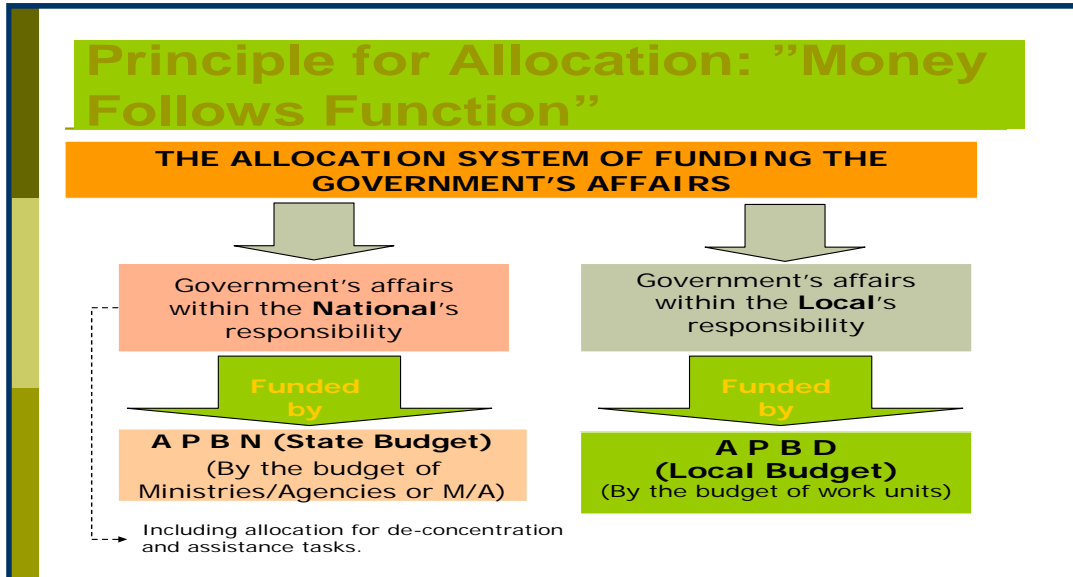 Principle for Allocation: ”Money
Follows Function”
THE ALLOCATION SYSTEM OF FUNDING THE
GOVERNMENT’S AFFAIRS
Government’s affairs
within the National’s
responsibility
Government’s affairs
within the Local’s
responsibility
Funded
by
Funded
by
A P B N (State Budget)
(By the budget of
Ministries/Agencies or M/A)
A P B D
(Local Budget)
(By the budget of work units)
Including allocation for de-concentration
and assistance tasks.